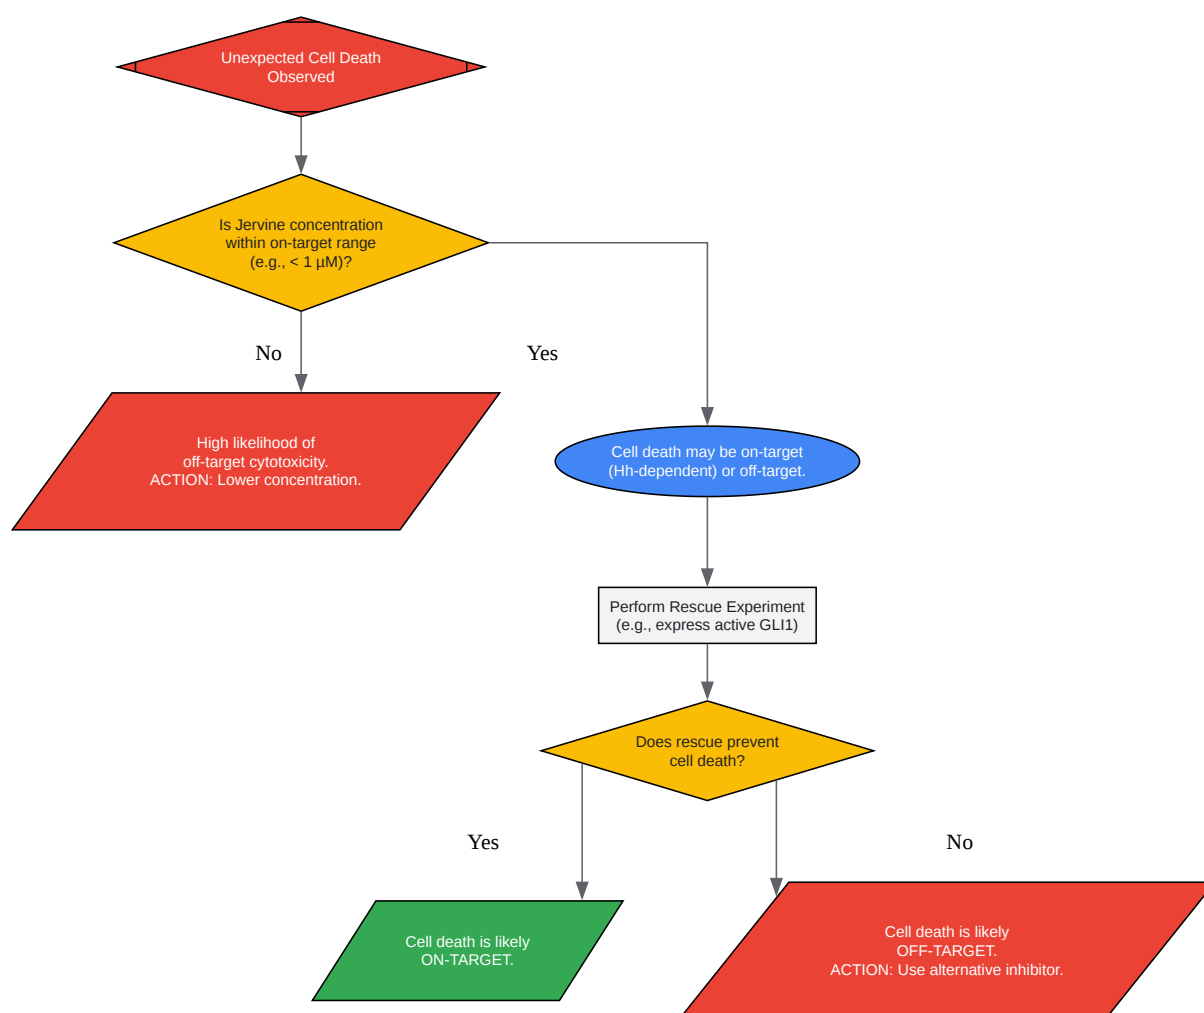 Unexpected Cell Death
Observed
Is Jervine concentration
within on-target range
(e.g., < 1 µM)?
No
Yes
High likelihood of
off-target cytotoxicity.
ACTION: Lower concentration.
Cell death may be on-target
(Hh-dependent) or off-target.
Perform Rescue Experiment
(e.g., express active GLI1)
Does rescue prevent
cell death?
Yes
No
Cell death is likely
ON-TARGET.
Cell death is likely
OFF-TARGET.
ACTION: Use alternative inhibitor.